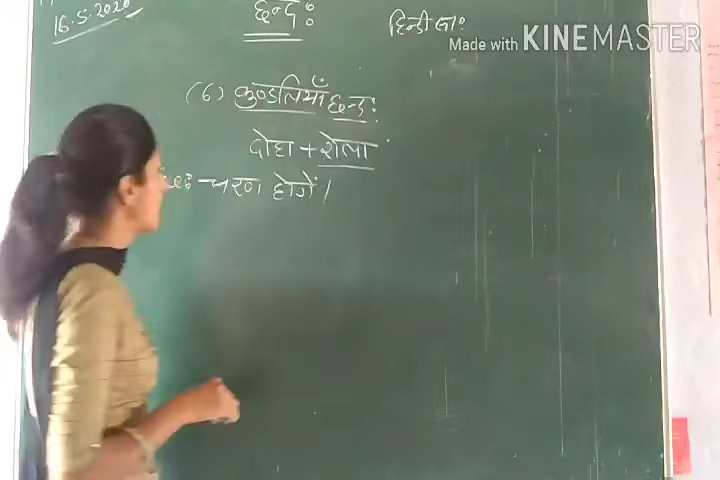 16.5.2020
छन्दः
हिन्दी व्या०
Made with KINEMASTER
(6) कुण्डलियाँ छन्दः
दोहा + रोला
छः चरण होगें।